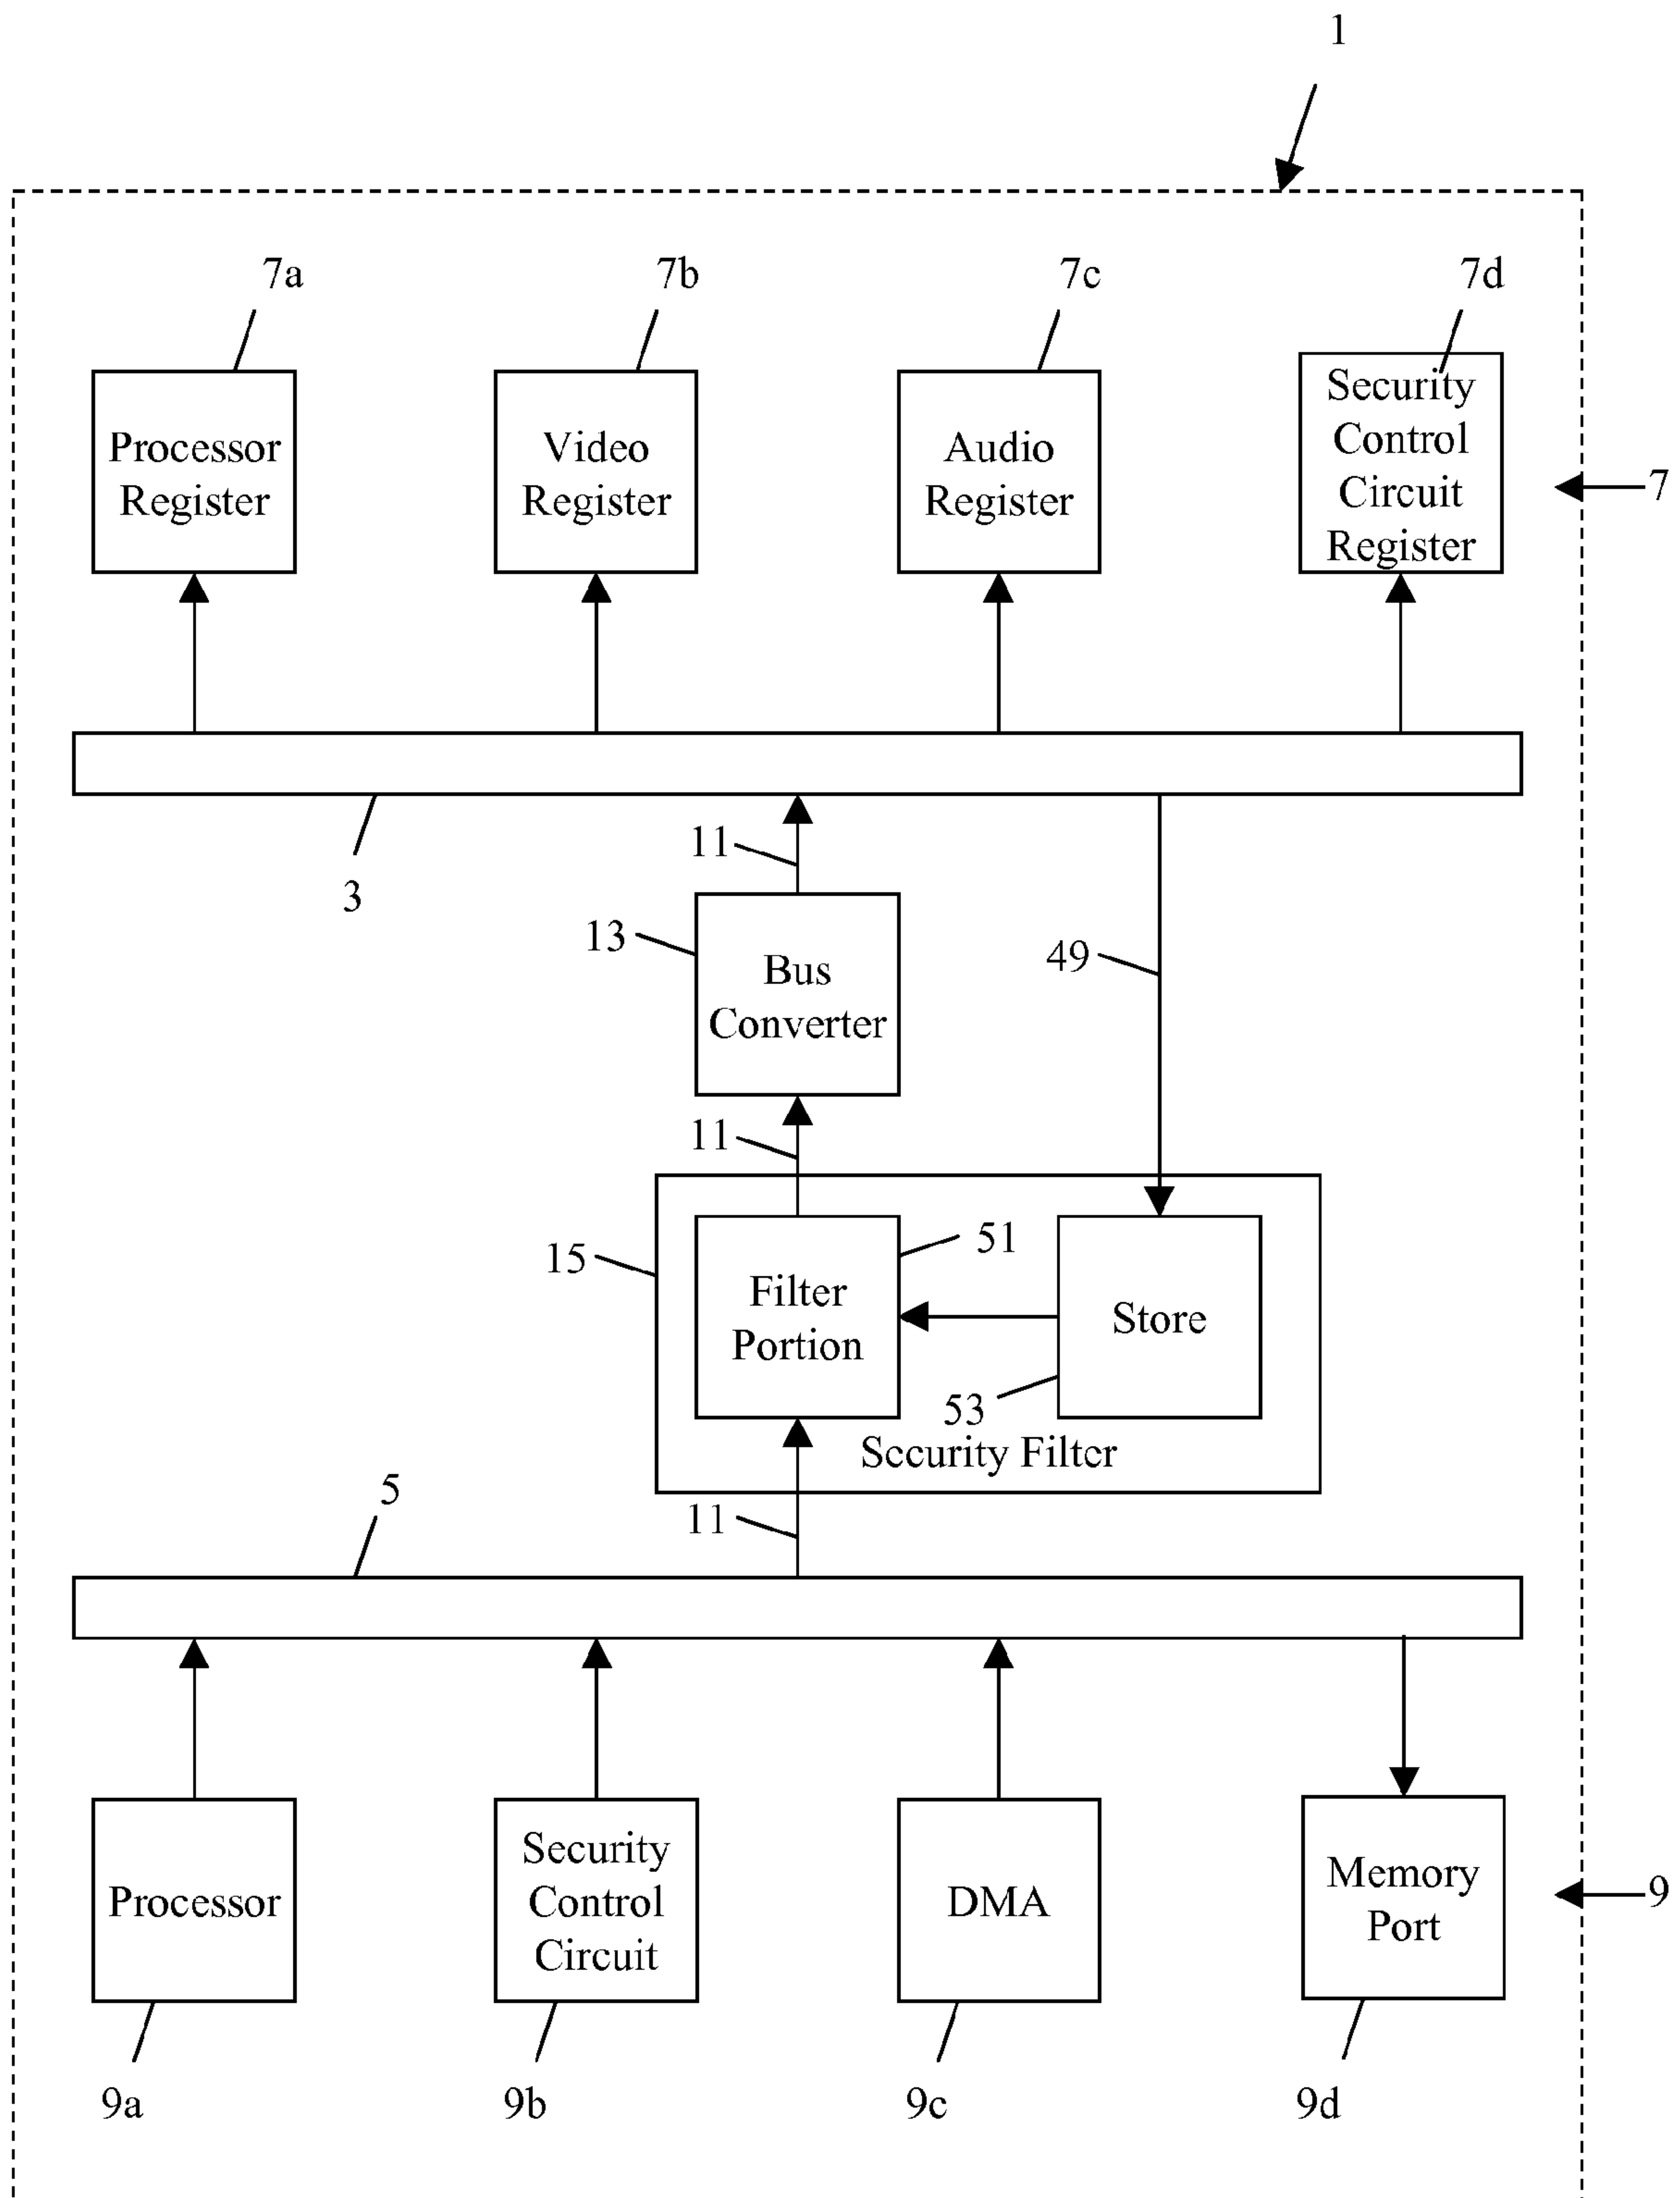 1
7a
7b
7c
7d
Processor
Register
Video
Register
Audio
Register
Security
Control
Circuit
Register
7
3
11
13
Bus
Converter
49
11
15
Filter
Portion
51
Store
53
Security Filter
11
5
Processor
Security
Control
Circuit
DMA
Memory
Port
9
9a
9b
9c
9d